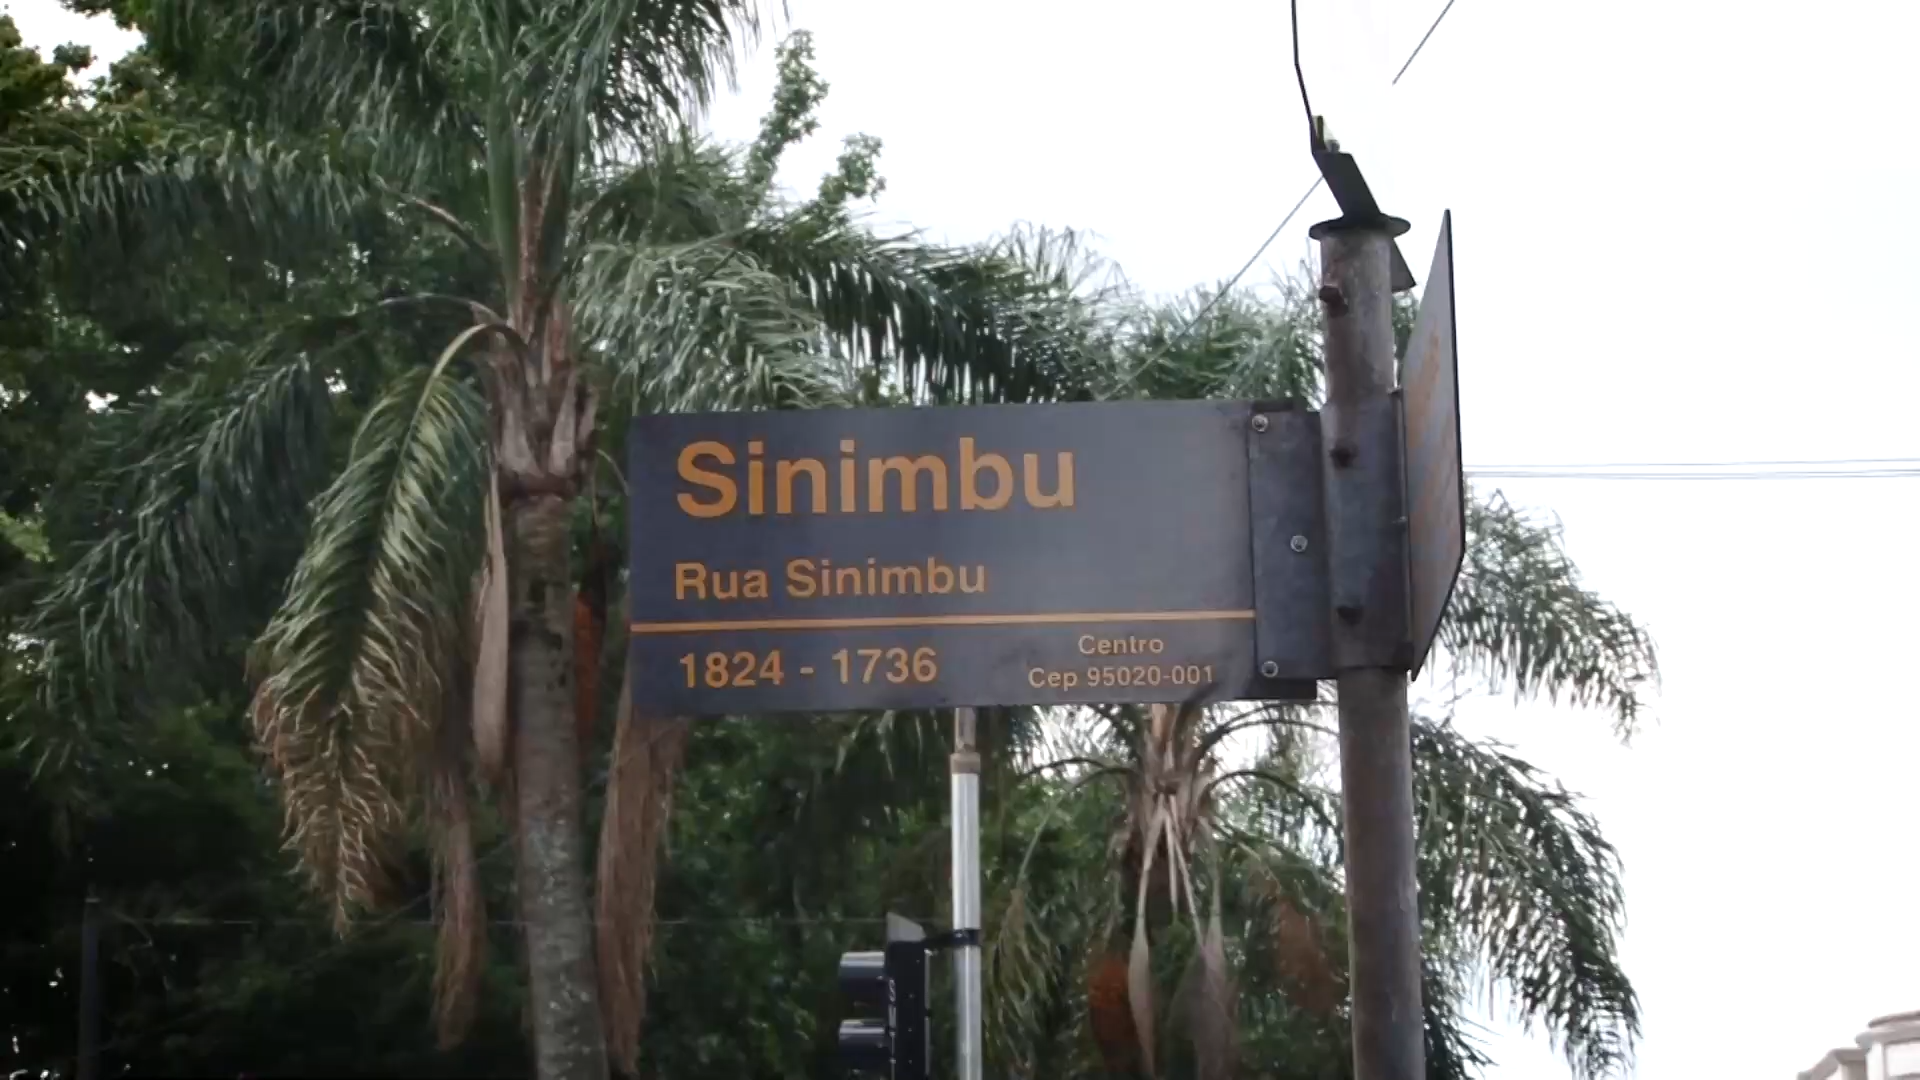 Sinimbu
Rua Sinimbu
1824 - 1736
Centro
Cep 95020-001